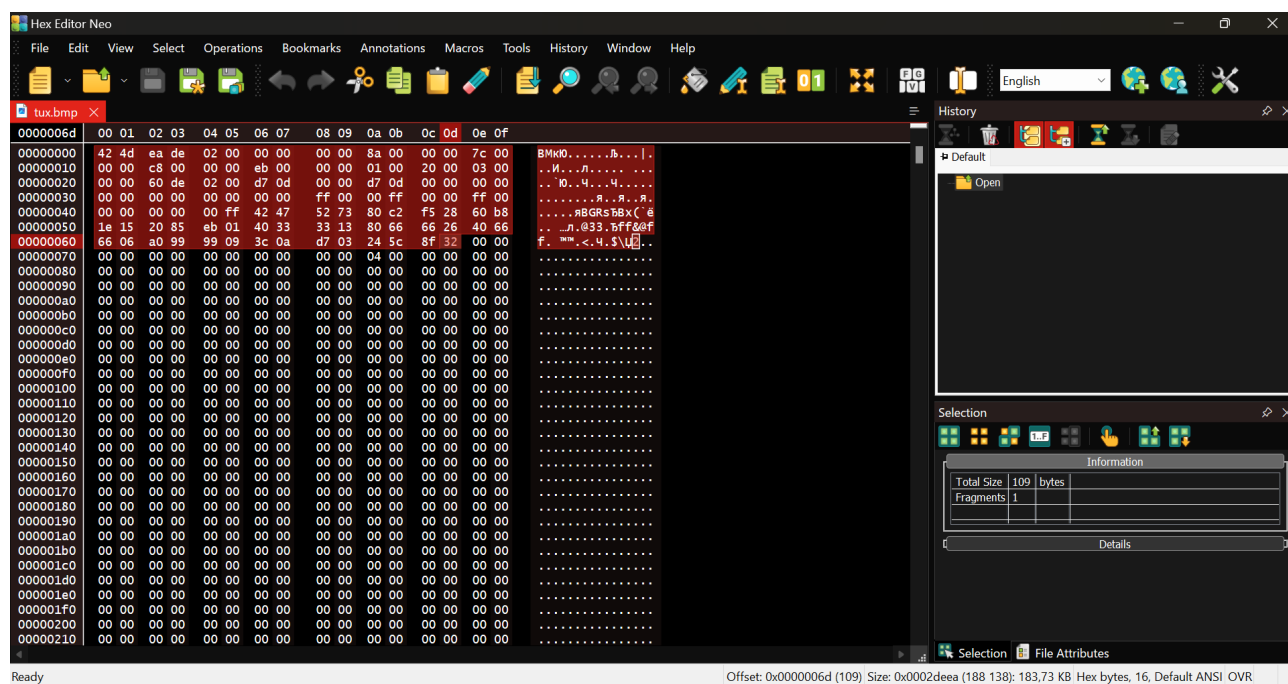 Hex Editor Neo
File Edit View Select Operations Bookmarks Annotations Macros Tools History Window Help
English
tux.bmp
History
0000006d 00 01 02 03 04 05 06 07 08 09 0a 0b 0c 0d 0e 0f
00000000 42 4d ea de 02 00 00 00 00 00 8a 00 00 00 7c 00 BMкЮ......Љ...|.
00000010 00 00 c8 00 00 00 eb 00 00 00 01 00 20 00 03 00 ..И...л..... ...
00000020 00 00 60 de 02 00 d7 0d 00 00 d7 0d 00 00 00 00 ..`Ю..Ч...Ч.....
00000030 00 00 00 00 00 00 00 00 ff 00 00 ff 00 00 ff 00 ........я..я..я.
00000040 00 00 00 00 00 ff 42 47 52 73 80 c2 f5 28 60 b8 .....яBGRsЂВх(`ё
00000050 1e 15 20 85 eb 01 40 33 33 13 80 66 66 26 40 66 .. …л.@33.Ђff&@f
00000060 66 06 a0 99 99 09 3c 0a d7 03 24 5c 8f 32 00 00 f. ™™.<.Ч.$\Џ2..
00000070 00 00 00 00 00 00 00 00 00 00 04 00 00 00 00 00 ................
00000080 00 00 00 00 00 00 00 00 00 00 00 00 00 00 00 00 ................
00000090 00 00 00 00 00 00 00 00 00 00 00 00 00 00 00 00 ................
000000a0 00 00 00 00 00 00 00 00 00 00 00 00 00 00 00 00 ................
000000b0 00 00 00 00 00 00 00 00 00 00 00 00 00 00 00 00 ................
000000c0 00 00 00 00 00 00 00 00 00 00 00 00 00 00 00 00 ................
000000d0 00 00 00 00 00 00 00 00 00 00 00 00 00 00 00 00 ................
000000e0 00 00 00 00 00 00 00 00 00 00 00 00 00 00 00 00 ................
000000f0 00 00 00 00 00 00 00 00 00 00 00 00 00 00 00 00 ................
00000100 00 00 00 00 00 00 00 00 00 00 00 00 00 00 00 00 ................
00000110 00 00 00 00 00 00 00 00 00 00 00 00 00 00 00 00 ................
00000120 00 00 00 00 00 00 00 00 00 00 00 00 00 00 00 00 ................
00000130 00 00 00 00 00 00 00 00 00 00 00 00 00 00 00 00 ................
00000140 00 00 00 00 00 00 00 00 00 00 00 00 00 00 00 00 ................
00000150 00 00 00 00 00 00 00 00 00 00 00 00 00 00 00 00 ................
00000160 00 00 00 00 00 00 00 00 00 00 00 00 00 00 00 00 ................
00000170 00 00 00 00 00 00 00 00 00 00 00 00 00 00 00 00 ................
00000180 00 00 00 00 00 00 00 00 00 00 00 00 00 00 00 00 ................
00000190 00 00 00 00 00 00 00 00 00 00 00 00 00 00 00 00 ................
000001a0 00 00 00 00 00 00 00 00 00 00 00 00 00 00 00 00 ................
000001b0 00 00 00 00 00 00 00 00 00 00 00 00 00 00 00 00 ................
000001c0 00 00 00 00 00 00 00 00 00 00 00 00 00 00 00 00 ................
000001d0 00 00 00 00 00 00 00 00 00 00 00 00 00 00 00 00 ................
000001e0 00 00 00 00 00 00 00 00 00 00 00 00 00 00 00 00 ................
000001f0 00 00 00 00 00 00 00 00 00 00 00 00 00 00 00 00 ................
00000200 00 00 00 00 00 00 00 00 00 00 00 00 00 00 00 00 ................
00000210 00 00 00 00 00 00 00 00 00 00 00 00 00 00 00 00 ................
Default
Open
Selection
Information
Total Size 109 bytes
Fragments 1
Details
Selection File Attributes
Ready Offset: 0x0000006d (109) Size: 0x0002deea (188 138): 183,73 KB Hex bytes, 16, Default ANSI OVR